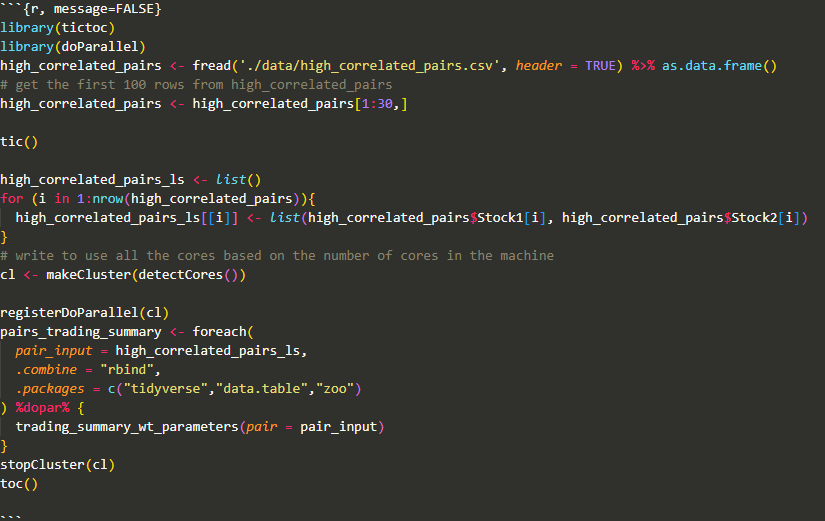 ```{r, message=FALSE}
library(tictoc)
library(doParallel)
high_correlated_pairs <- fread('./data/high_correlated_pairs.csv', header = TRUE) %>% as.data.frame()
# get the first 100 rows from high_correlated_pairs
high_correlated_pairs <- high_correlated_pairs[1:30,]

tic()

high_correlated_pairs_ls <- list()
for (i in 1:nrow(high_correlated_pairs)){
  high_correlated_pairs_ls[[i]] <- list(high_correlated_pairs$Stock1[i], high_correlated_pairs$Stock2[i])
}
# write to use all the cores based on the number of cores in the machine
cl <- makeCluster(detectCores())

registerDoParallel(cl)
pairs_trading_summary <- foreach(
  pair_input = high_correlated_pairs_ls,
  .combine = "rbind",
  .packages = c("tidyverse","data.table","zoo")
) %dopar% {
  trading_summary_wt_parameters(pair = pair_input)
}
stopCluster(cl)
toc()

```